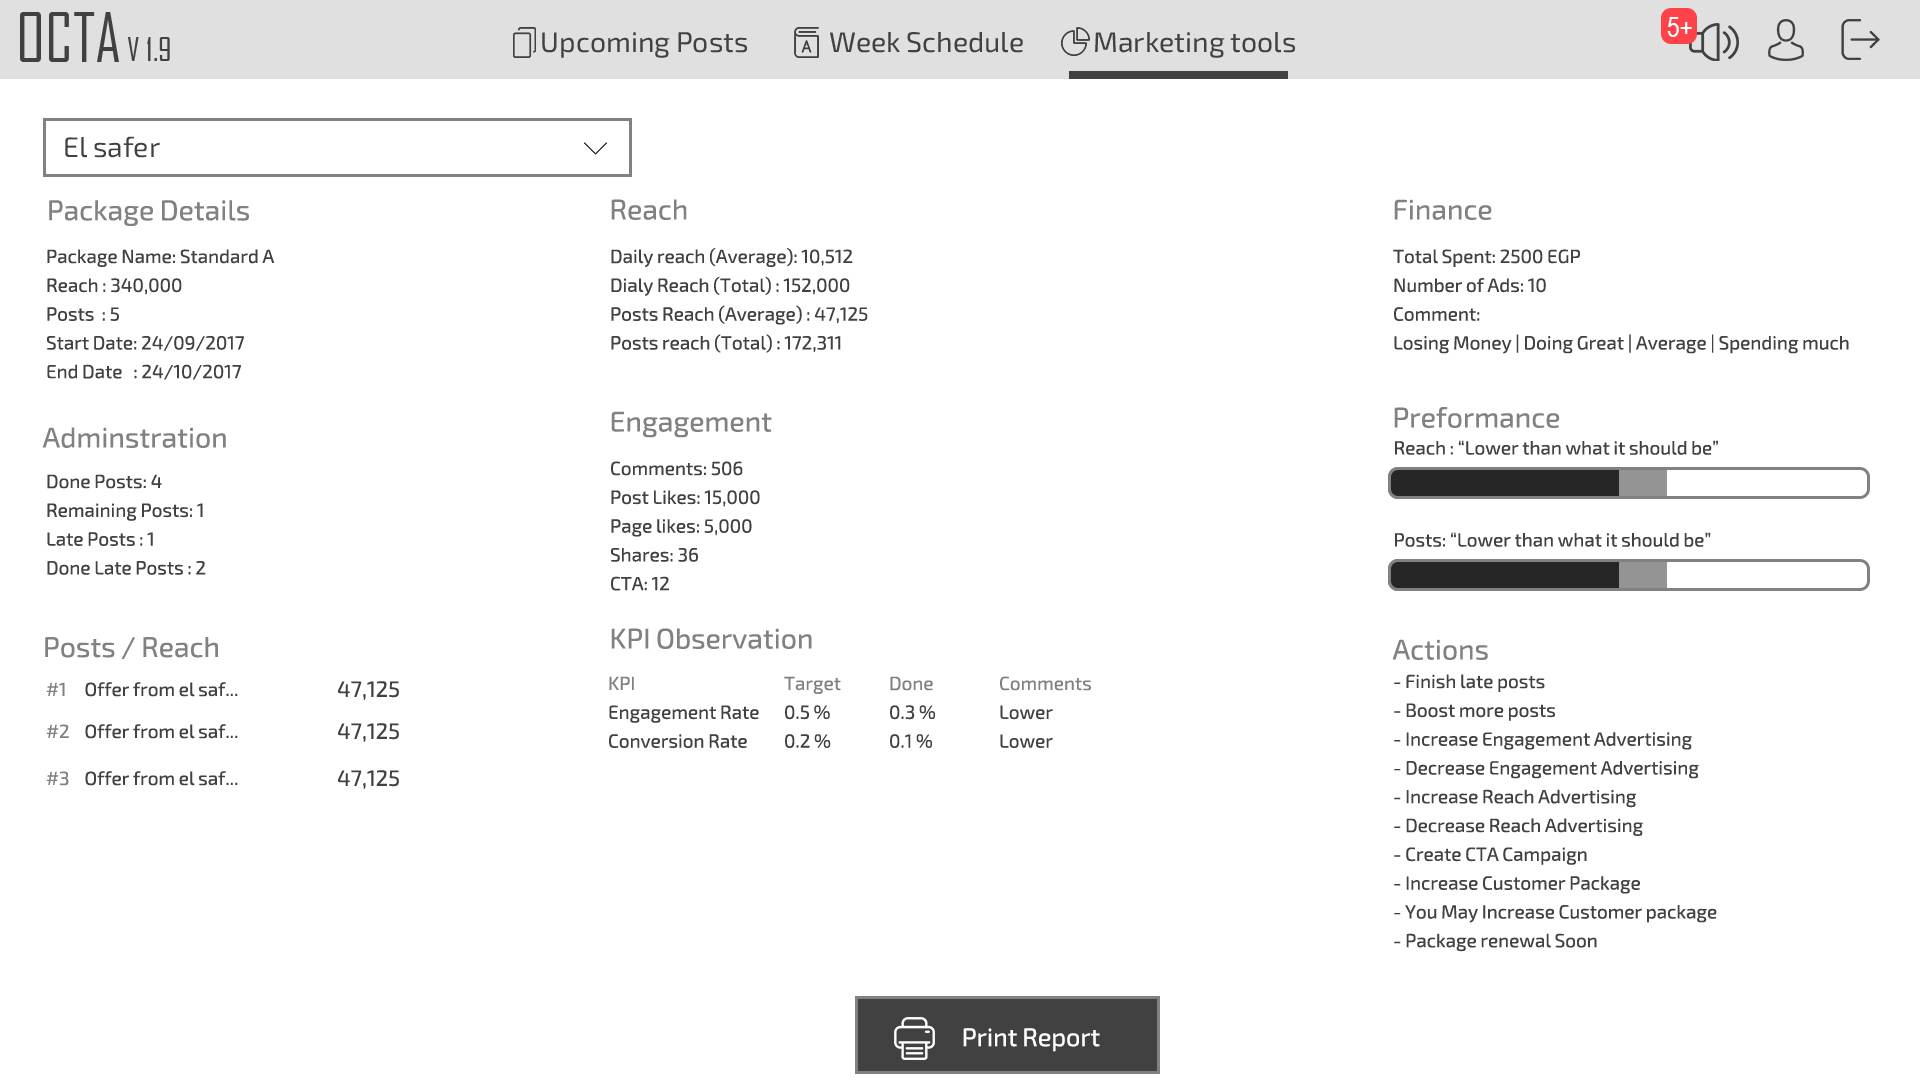 OCTA V 1.9
Upcoming Posts
Week Schedule
Marketing tools
5+
El safer
Package Details
Package Name: Standard A
Reach : 340,000
Posts : 5
Start Date: 24/09/2017
End Date : 24/10/2017
Adminstration
Done Posts: 4
Remaining Posts: 1
Late Posts : 1
Done Late Posts : 2
Posts / Reach
#1 Offer from el saf... 47,125
#2 Offer from el saf... 47,125
#3 Offer from el saf... 47,125
Reach
Daily reach (Average): 10,512
Dialy Reach (Total) : 152,000
Posts Reach (Average) : 47,125
Posts reach (Total) : 172,311
Engagement
Comments: 506
Post Likes: 15,000
Page likes: 5,000
Shares: 36
CTA: 12
KPI Observation
KPI Target Done Comments
Engagement Rate 0.5 % 0.3 % Lower
Conversion Rate 0.2 % 0.1 % Lower
Finance
Total Spent: 2500 EGP
Number of Ads: 10
Comment:
Losing Money | Doing Great | Average | Spending much
Preformance
Reach : “Lower than what it should be”
Posts: “Lower than what it should be”
Actions
- Finish late posts
- Boost more posts
- Increase Engagement Advertising
- Decrease Engagement Advertising
- Increase Reach Advertising
- Decrease Reach Advertising
- Create CTA Campaign
- Increase Customer Package
- You May Increase Customer package
- Package renewal Soon
Print Report